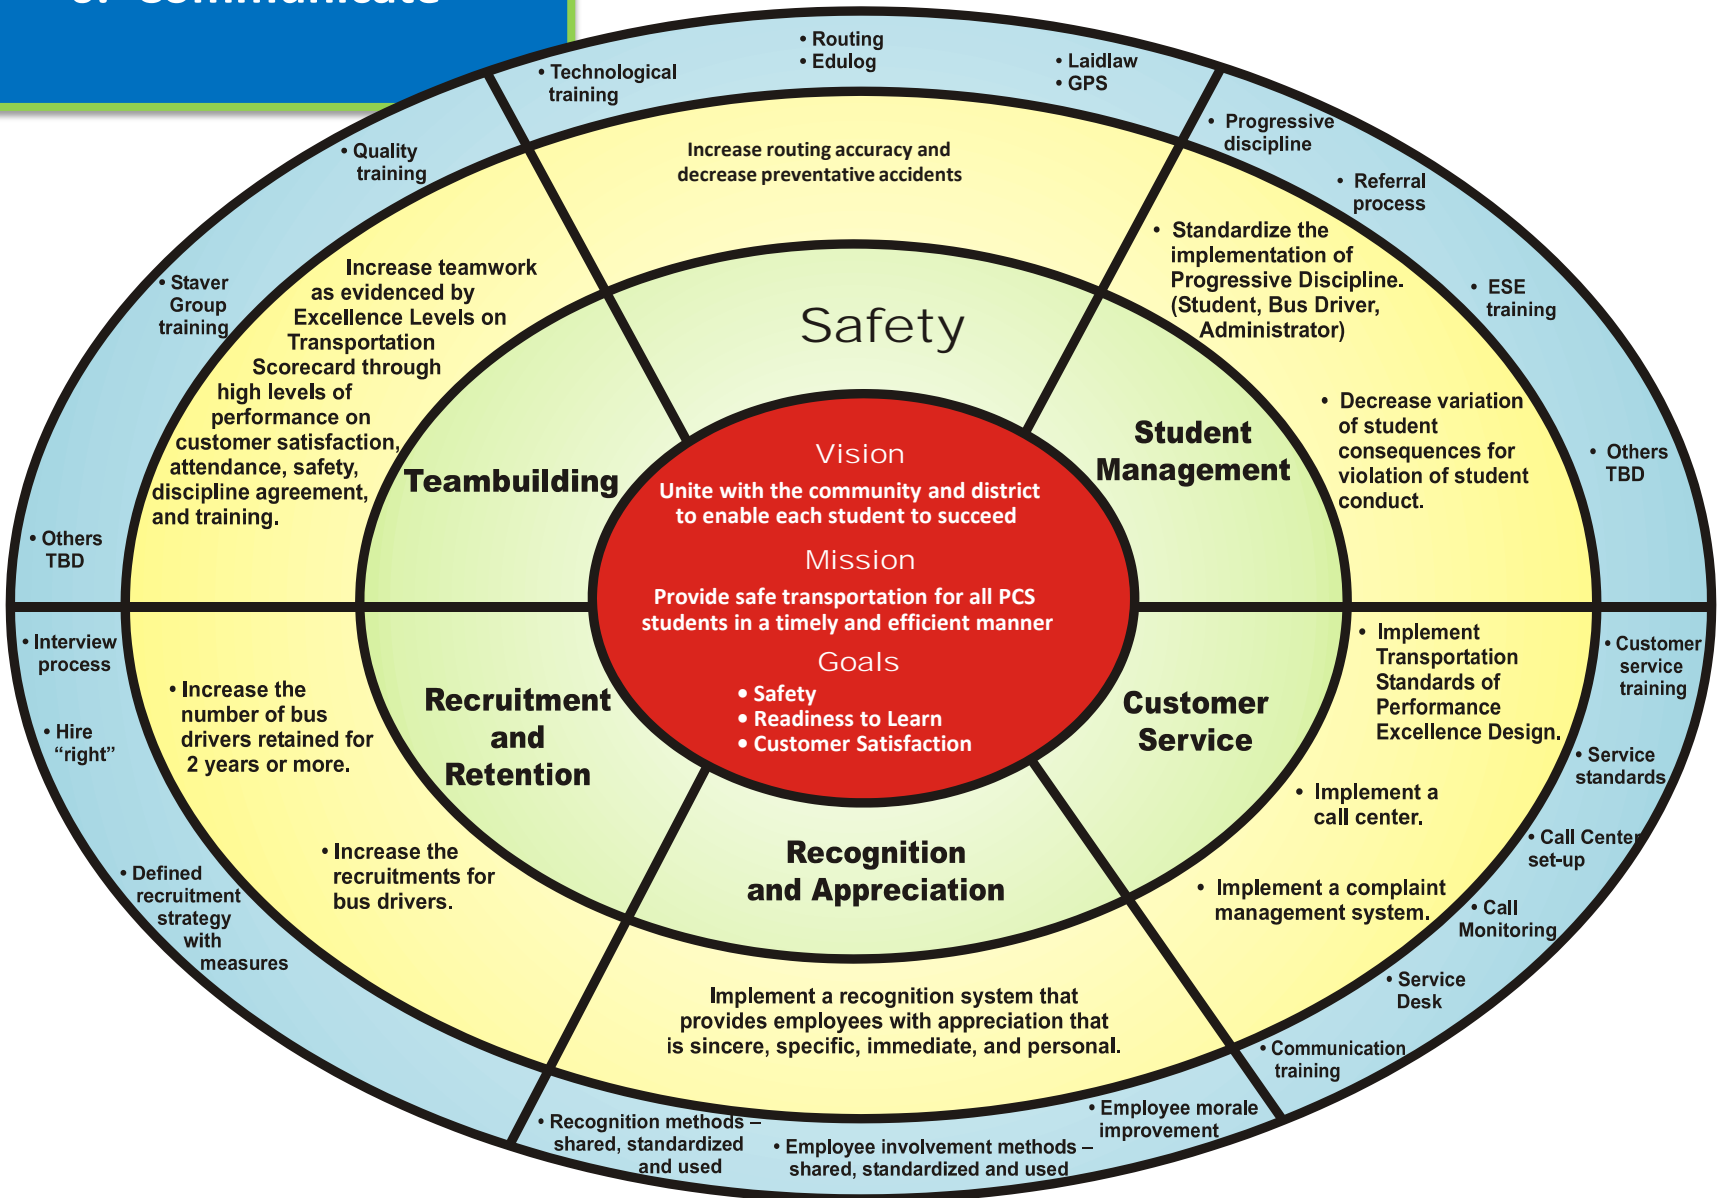 • Routing
• Edulog
• Technological
training
• Laidlaw
• GPS
• Progressive
discipline
• Referral
process
• ESE
training
• Others
TBD
• Quality
training
• Staver
Group
training
• Others
TBD
Increase routing accuracy and
decrease preventative accidents
• Standardize the
implementation of
Progressive Discipline.
(Student, Bus Driver,
Administrator)
• Decrease variation
of student
consequences for
violation of student
conduct.
Increase teamwork
as evidenced by
Excellence Levels on
Transportation
Scorecard through
high levels of
performance on
customer satisfaction,
attendance, safety,
discipline agreement,
and training.
Safety
Teambuilding
Student
Management
Vision
Unite with the community and district
to enable each student to succeed
Mission
Provide safe transportation for all PCS
students in a timely and efficient manner
Goals
• Safety
• Readiness to Learn
• Customer Satisfaction
Recruitment
and
Retention
Customer
Service
Recognition
and Appreciation
• Interview
process
• Hire
“right”
• Defined
recruitment
strategy
with
measures
• Increase the
number of bus
drivers retained for
2 years or more.
• Increase the
recruitments for
bus drivers.
• Implement
Transportation
Standards of
Performance
Excellence Design.
• Implement a
call center.
• Implement a complaint
management system.
• Customer
service
training
• Service
standards
• Call Center
set-up
• Call
Monitoring
• Service
Desk
• Communication
training
Implement a recognition system that
provides employees with appreciation that
is sincere, specific, immediate, and personal.
• Recognition methods –
shared, standardized
and used
• Employee involvement methods –
shared, standardized and used
• Employee morale
improvement